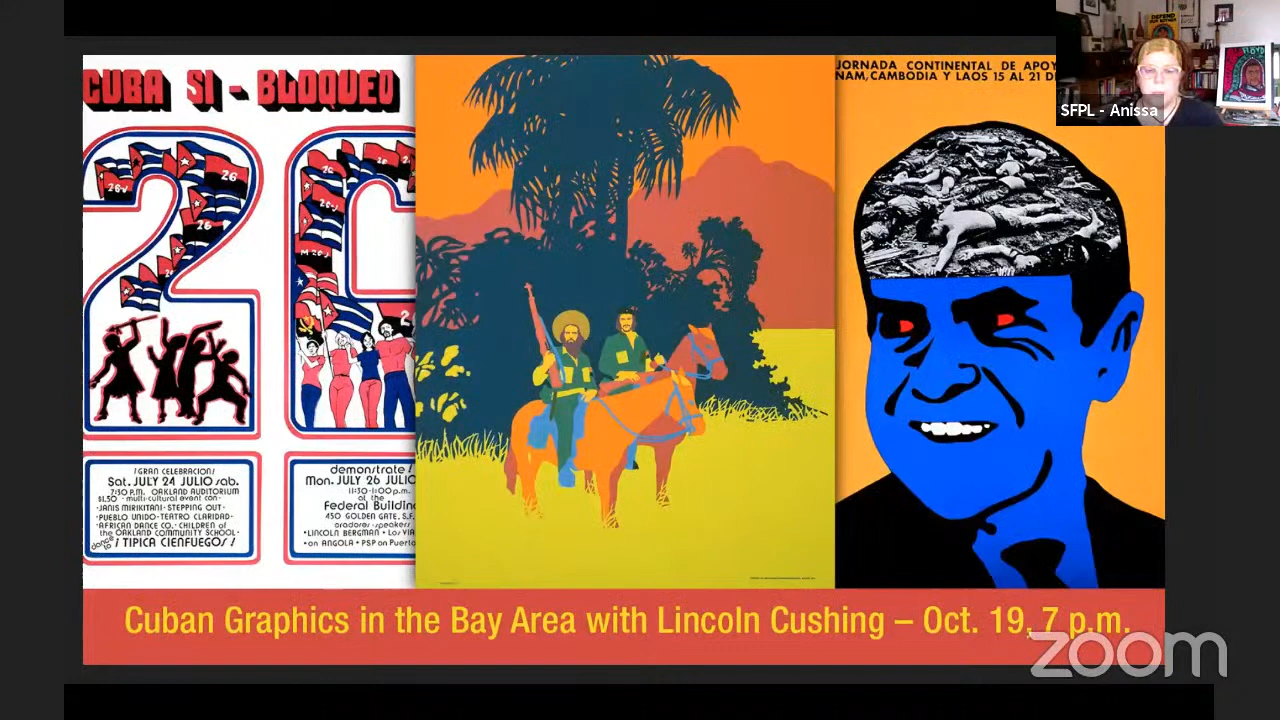 CUBA SI - BLOQUEO
26
26
26
26
¡GRAN CELEBRACION!
Sat. JULY 24 JULIO sab.
7:30 P.M. OAKLAND AUDITORIUM
$1.50 - multi-cultural event con -
·JANIS MIRIKITANI·STEPPING OUT·
·PUEBLO UNIDO·TEATRO CLARIDAD·
·AFRICAN DANCE CO.·CHILDREN of
the OAKLAND COMMUNITY SCHOOL·
dance to ¡TIPICA CIENFUEGOS!
demonstrate!
Mon. JULY 26 JULIO
11:30-1:00 p.m.
at the
Federal Building
450 GOLDEN GATE, S.F.
oradores-speakers
·LINCOLN BERGMAN · Los VIA
·on ANGOLA · PSP on Puerto
JORNADA CONTINENTAL DE APOY
NAM, CAMBODIA Y LAOS 15 AL 21 DE
DEFEND
FLOYD
SFPL - Anissa
Cuban Graphics in the Bay Area with Lincoln Cushing – Oct. 19, 7 p.m.
zoom